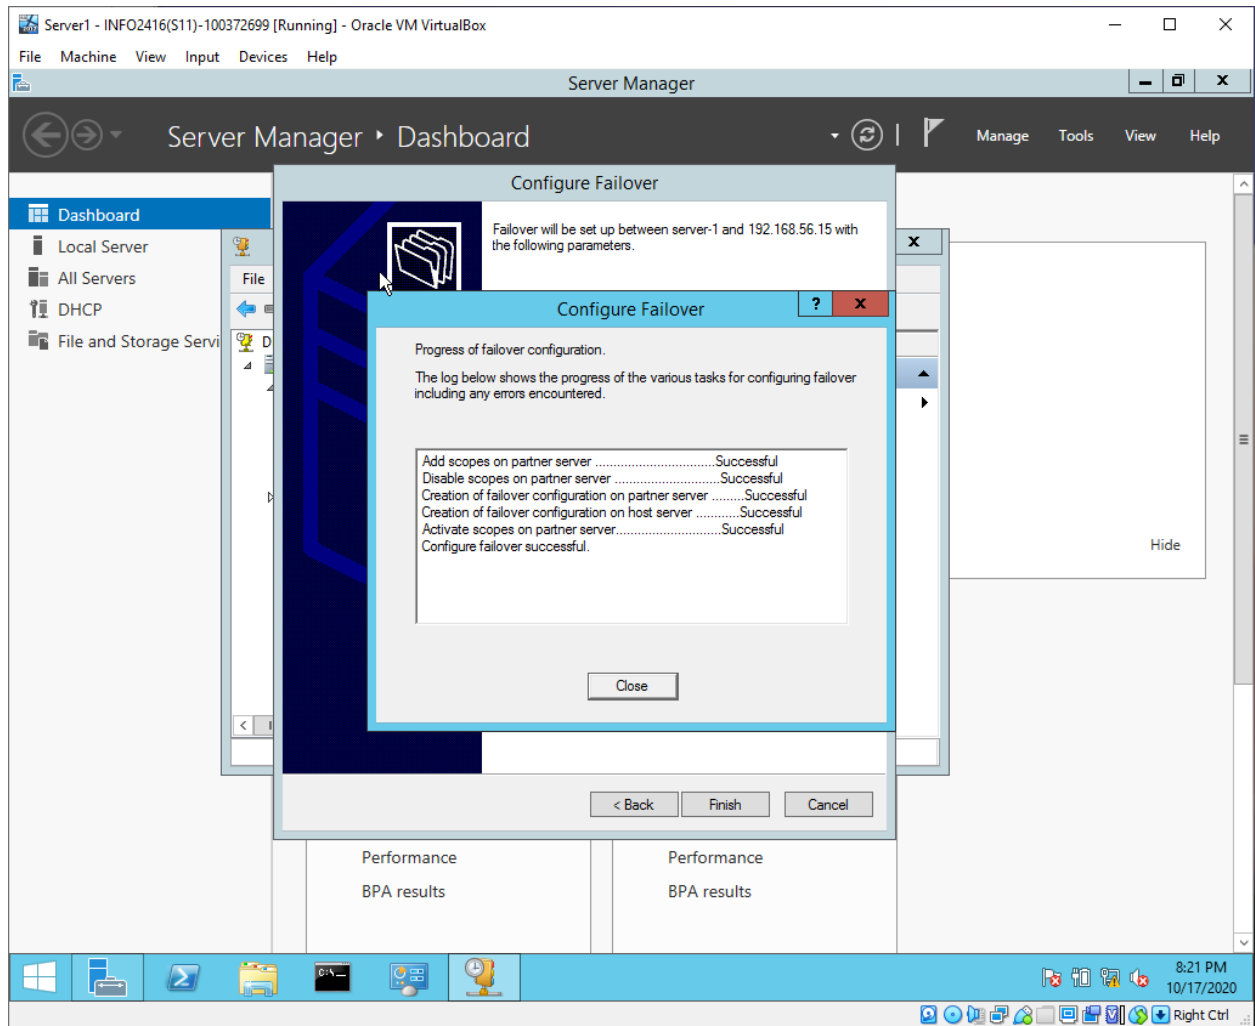 Server1 - INFO2416(S11)-100372699 [Running] - Oracle VM VirtualBox
File Machine View Input Devices Help
Server Manager
Server Manager ‣ Dashboard
Manage Tools View Help
Configure Failover
Dashboard
Local Server
All Servers
DHCP
File and Storage Servi
File
D
Failover will be set up between server-1 and 192.168.56.15 with
the following parameters.
Configure Failover
Progress of failover configuration.
The log below shows the progress of the various tasks for configuring failover
including any errors encountered.
Add scopes on partner server .................................Successful
Disable scopes on partner server .............................Successful
Creation of failover configuration on partner server .........Successful
Creation of failover configuration on host server ............Successful
Activate scopes on partner server.............................Successful
Configure failover successful.
Close
Hide
< Back Finish Cancel
Performance Performance
BPA results BPA results
C:\_
8:21 PM
10/17/2020
Right Ctrl